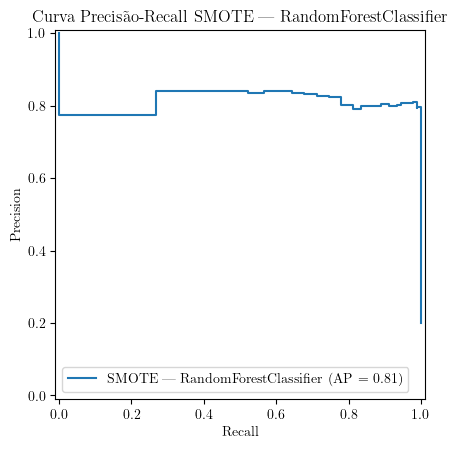 Curva Precisão-Recall SMOTE — RandomForestClassifier
1.0
0.8
0.6
0.4
0.2
0.0
Precision
SMOTE — RandomForestClassifier (AP = 0.81)
0.0 0.2 0.4 0.6 0.8 1.0
Recall